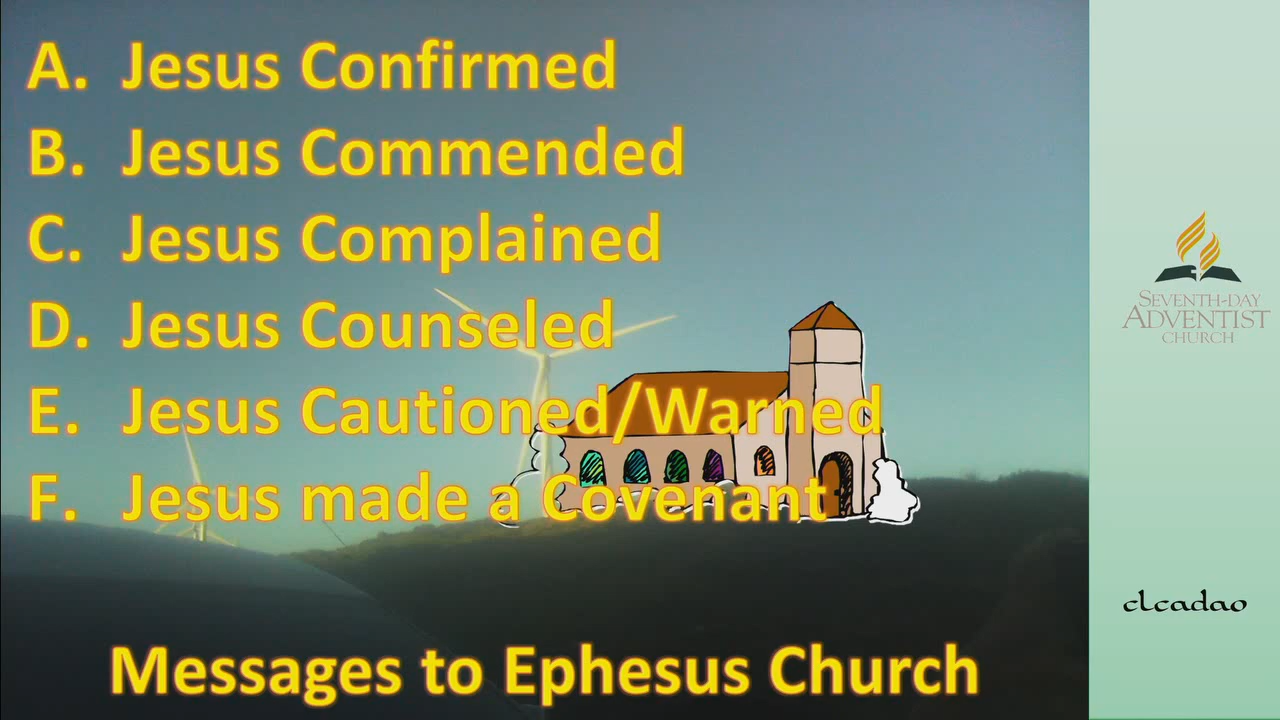 A. Jesus Confirmed
B. Jesus Commended
C. Jesus Complained
D. Jesus Counseled
E. Jesus Cautioned/Warned
F. Jesus made a Covenant
Messages to Ephesus Church
SEVENTH-DAY
ADVENTIST
CHURCH
clcadao